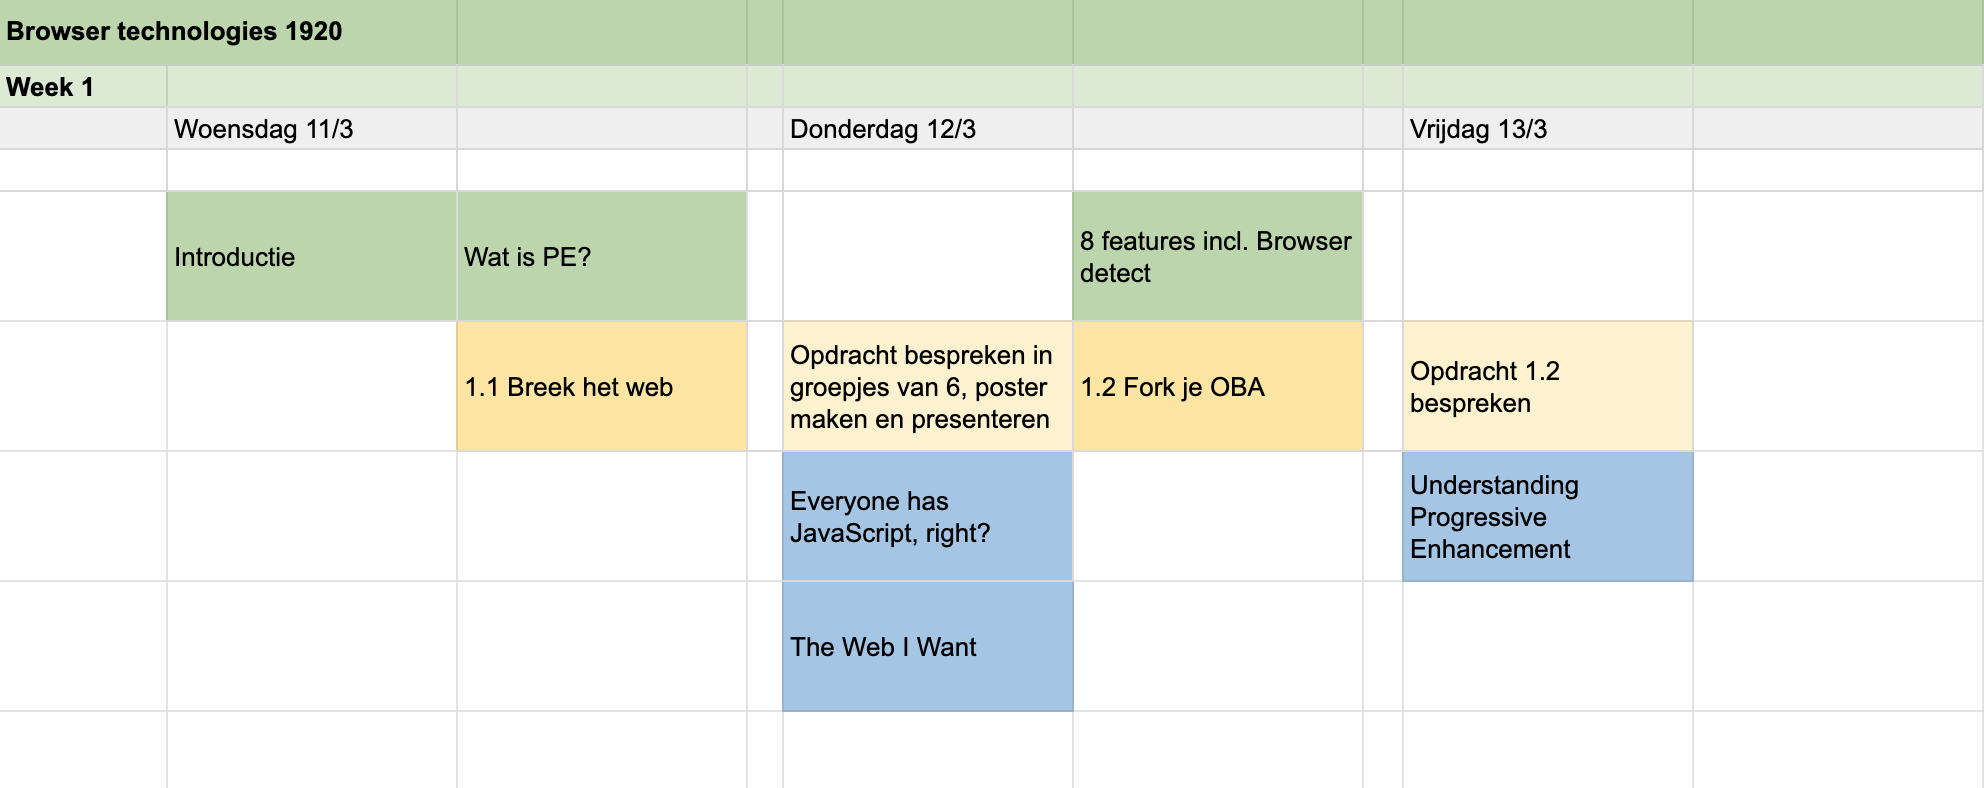 Browser technologies 1920
Week 1
Woensdag 11/3
Donderdag 12/3
Vrijdag 13/3
Introductie
Wat is PE?
8 features incl. Browser
detect
1.1 Breek het web
Opdracht bespreken in
groepjes van 6, poster
maken en presenteren
1.2 Fork je OBA
Opdracht 1.2
bespreken
Everyone has
JavaScript, right?
Understanding
Progressive
Enhancement
The Web I Want